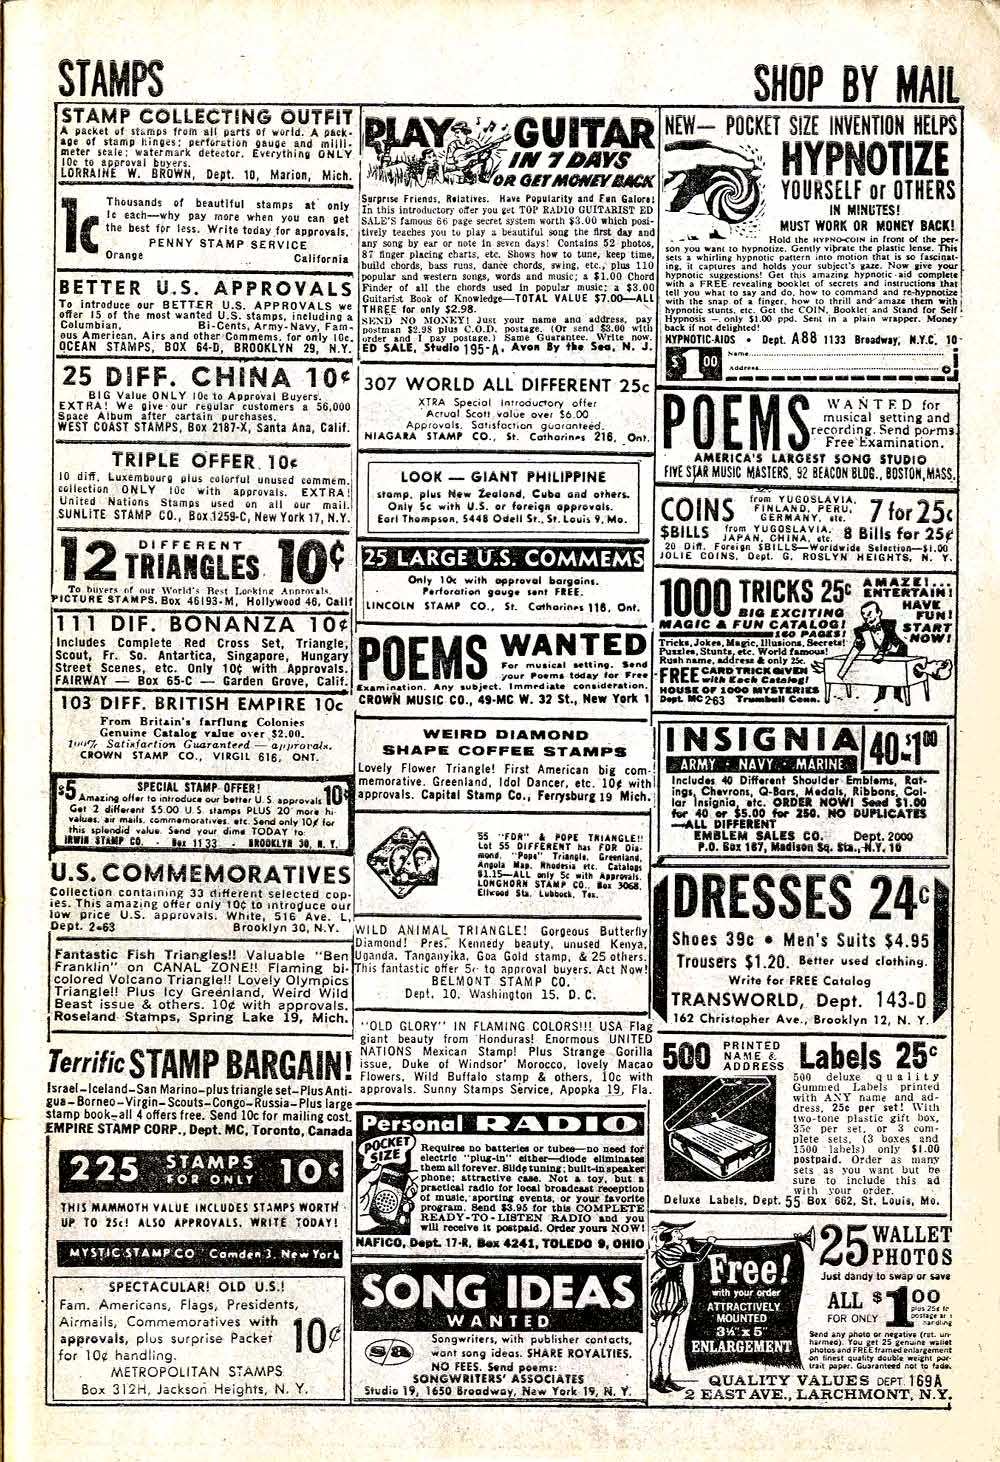 STAMPS
SHOP BY MAIL
STAMP COLLECTING OUTFIT
A packet of stamps from all parts of world. A pack-
age of stamp hinges; perforation gauge and milli-
meter scale; watermark detector. Everything ONLY
10c to approval buyers.
LORRAINE W. BROWN, Dept. 10, Marion, Mich.
1c
Thousands of beautiful stamps at only
1c each—why pay more when you can get
the best for less. Write today for approvals.
PENNY STAMP SERVICE
Orange California
BETTER U.S. APPROVALS
To introduce our BETTER U.S. APPROVALS we
offer 15 of the most wanted U.S. stamps, including a
Columbian, Bi-Cents, Army-Navy, Fam-
ous American, Airs and other Commems. for only 10c.
OCEAN STAMPS, BOX 64-D, BROOKLYN 29, N.Y.
25 DIFF. CHINA 10¢
BIG Value ONLY 10c to Approval Buyers.
EXTRA! We give our regular customers a 56,000
Space Album after certain purchases.
WEST COAST STAMPS, Box 2187-X, Santa Ana, Calif.
TRIPLE OFFER 10¢
10 diff. Luxembourg plus colorful unused commem.
collection ONLY 10c with approvals. EXTRA!
United Nations Stamps used on all our mail.
SUNLITE STAMP CO., Box 1259-C, New York 17, N.Y.
12 DIFFERENT TRIANGLES 10¢
To buyers of our World's Best Looking Approvals.
PICTURE STAMPS. Box 46193-M, Hollywood 46, Calif
111 DIF. BONANZA 10¢
Includes Complete Red Cross Set, Triangle,
Scout, Fr. So. Antartica, Singapore, Hungary
Street Scenes, etc. Only 10c with Approvals.
FAIRWAY — Box 65-C — Garden Grove, Calif.
103 DIFF. BRITISH EMPIRE 10c
From Britain's farflung Colonies
Genuine Catalog value over $2.00.
100% Satisfaction Guaranteed — approvals.
CROWN STAMP CO., VIRGIL 616, ONT.
$5
SPECIAL STAMP OFFER!
10¢
Amazing offer to introduce our better U.S. approvals
Get 2 different $5.00 U.S. stamps PLUS 20 more hi-
values, air mails, commemoratives, etc. Send only 10¢ for
this splendid value. Send your dime TODAY to:
IRWIN STAMP CO. • Box 1133 • BROOKLYN 30, N.Y.
U.S. COMMEMORATIVES
Collection containing 33 different selected cop-
ies. This amazing offer only 10¢ to introduce our
low price U.S. approvals. White, 516 Ave. L,
Dept. 2-63 Brooklyn 30, N.Y.
Fantastic Fish Triangles!! Valuable "Ben
Franklin" on CANAL ZONE!! Flaming bi-
colored Volcano Triangle!! Lovely Olympics
Triangle!! Plus Icy Greenland, Weird Wild
Beast issue & others. 10¢ with approvals.
Roseland Stamps, Spring Lake 19, Mich.
Terrific STAMP BARGAIN!
Israel—Iceland—San Marino—plus triangle set—Plus Anti-
gua—Borneo—Virgin—Scouts—Congo—Russia—Plus large
stamp book—all 4 offers free. Send 10c for mailing cost.
EMPIRE STAMP CORP., Dept. MC, Toronto, Canada
225 STAMPS FOR ONLY 10¢
THIS MAMMOTH VALUE INCLUDES STAMPS WORTH
UP TO 25c! ALSO APPROVALS. WRITE TODAY!
MYSTIC STAMP CO Camden 3, New York
SPECTACULAR! OLD U.S.!
Fam. Americans, Flags, Presidents,
Airmails, Commemoratives with
approvals, plus surprise Packet
for 10¢ handling.
10¢
METROPOLITAN STAMPS
Box 312H, Jackson Heights, N. Y.
PLAY GUITAR
IN 7 DAYS
OR GET MONEY BACK
Surprise Friends, Relatives. Have Popularity and Fun Galore!
In this introductory offer you get TOP RADIO GUITARIST ED
SALE'S famous 66 page secret system worth $3.00 which posi-
tively teaches you to play a beautiful song the first day and
any song by ear or note in seven days! Contains 52 photos,
87 finger placing charts, etc. Shows how to tune, keep time,
build chords, bass runs, dance chords, swing, etc., plus 110
popular and western songs, words and music; a $1.00 Chord
Finder of all the chords used in popular music; a $3.00
Guitarist Book of Knowledge—TOTAL VALUE $7.00—ALL
THREE for only $2.98.
SEND NO MONEY! Just your name and address, pay
postman $2.98 plus C.O.D. postage. (Or send $3.00 with
order and I pay postage.) Same Guarantee. Write now.
ED SALE, Studio 195-A, Avon By the Sea, N. J.
307 WORLD ALL DIFFERENT 25c
XTRA Special Introductory offer
Actual Scott value over $6.00
Approvals. Satisfaction guaranteed.
NIAGARA STAMP CO., St. Catharines 216, Ont.
LOOK — GIANT PHILIPPINE
stamp, plus New Zealand, Cuba and others.
Only 5c with U.S. or foreign approvals.
Earl Thompson, 5448 Odell St., St. Louis 9, Mo.
25 LARGE U.S. COMMEMS
Only 10c with approval bargains.
Perforation gauge sent FREE.
LINCOLN STAMP CO., St. Catharines 118, Ont.
POEMS WANTED
For musical setting. Send
your Poems today for Free
Examination. Any subject. Immediate consideration.
CROWN MUSIC CO., 49-MC W. 32 St., New York 1
WEIRD DIAMOND
SHAPE COFFEE STAMPS
Lovely Flower Triangle! First American big com-
memorative. Greenland, Idol Dancer, etc. 10¢ with
approvals. Capital Stamp Co., Ferrysburg 19 Mich.
55 "FDR" & POPE TRIANGLE!!
Lot 55 DIFFERENT has FDR Dia-
mond, "Pope" Triangle, Greenland,
Angola Map, Rhodesia etc. Catalogs
$1.15—ALL only 5c with Approvals.
LONGHORN STAMP CO., Box 3068,
Ellwood Sta. Lubbock, Tex.
WILD ANIMAL TRIANGLE! Gorgeous Butterfly
Diamond! Pres. Kennedy beauty, unused Kenya,
Uganda, Tanganyika, Goa Gold stamp, & 25 others.
This fantastic offer 5c to approval buyers. Act Now!
BELMONT STAMP CO.
Dept. 10, Washington 15, D. C.
"OLD GLORY" IN FLAMING COLORS!!! USA Flag
giant beauty from Honduras! Enormous UNITED
NATIONS Mexican Stamp! Plus Strange Gorilla
issue, Duke of Windsor Morocco, lovely Macao
Flowers, Wild Buffalo stamp & others, 10c with
approvals. Sunny Stamps Service, Apopka 19, Fla.
Personal RADIO
POCKET SIZE
Requires no batteries or tubes—no need for
electric "plug-in" either—diode eliminates
them all forever. Slide tuning; built-in speaker
phone; attractive case. Not a toy, but a
practical radio for local broadcast reception
of music, sporting events, or your favorite
program. Send $3.95 for this COMPLETE
READY-TO-LISTEN RADIO and you
will receive it postpaid. Order yours NOW!
NAFICO, Dept. 17-R, Box 4241, TOLEDO 9, OHIO
SONG IDEAS
WANTED
Songwriters, with publisher contacts,
want song ideas. SHARE ROYALTIES.
NO FEES. Send poems:
SONGWRITERS' ASSOCIATES
Studio 19, 1650 Broadway, New York 19, N. Y.
NEW— POCKET SIZE INVENTION HELPS
HYPNOTIZE
YOURSELF or OTHERS
IN MINUTES!
MUST WORK OR MONEY BACK!
Hold the HYPNO-COIN in front of the per-
son you want to hypnotize. Gently vibrate the plastic lense. This
sets a whirling hypnotic pattern into motion that is so fascinat-
ing, it captures and holds your subject's gaze. Now give your
hypnotic suggestions! Get this amazing hypnotic aid complete
with a FREE revealing booklet of secrets and instructions that
tell you what to say and do, how to command and re-hypnotize
with the snap of a finger, how to thrill and amaze them with
hypnotic stunts, etc. Get the COIN, Booklet and Stand for Self
Hypnosis — only $1.00 ppd. Sent in a plain wrapper. Money
back if not delighted!
HYPNOTIC-AIDS • Dept. A88 1133 Broadway, N.Y.C. 10
$1.00
Name
Address
POEMS
WANTED for
musical setting and
recording. Send poems.
Free Examination.
AMERICA'S LARGEST SONG STUDIO
FIVE STAR MUSIC MASTERS, 92 BEACON BLDG., BOSTON, MASS.
COINS from YUGOSLAVIA, FINLAND, PERU, GERMANY, etc. 7 for 25¢
$BILLS from YUGOSLAVIA, JAPAN, CHINA, etc. 8 Bills for 25¢
20 Diff. Foreign $BILLS—Worldwide Selection—$1.00
JOLIE COINS, Dept. G. ROSLYN HEIGHTS, N. Y.
1000 TRICKS 25¢
BIG EXCITING
MAGIC & FUN CATALOG!
160 PAGES!
Tricks, Jokes, Magic, Illusions, Secrets!
Puzzles, Stunts, etc. World famous!
Rush name, address & only 25c.
FREE CARD TRICK GIVEN
with Each Catalog!
HOUSE OF 1000 MYSTERIES
Dept. MC 2-63 Trumbull Conn.
AMAZE!...
ENTERTAIN!
HAVE
FUN!
START
NOW!
INSIGNIA 40-$1.00
ARMY · NAVY · MARINE
Includes 40 Different Shoulder Emblems, Rat-
ings, Chevrons, Q-Bars, Medals, Ribbons, Col-
lar Insignia, etc. ORDER NOW! Send $1.00
for 40 or $5.00 for 250. NO DUPLICATES
—ALL DIFFERENT
EMBLEM SALES CO. Dept. 2000
P.O. Box 167, Madison Sq. Sta., N.Y. 10
DRESSES 24¢
Shoes 39c • Men's Suits $4.95
Trousers $1.20. Better used clothing.
Write for FREE Catalog
TRANSWORLD, Dept. 143-D
162 Christopher Ave., Brooklyn 12, N. Y.
500 PRINTED NAME & ADDRESS Labels 25¢
500 deluxe quality
Gummed Labels printed
with ANY name and ad-
dress, 25c per set! With
two-tone plastic gift box,
35c per set, or 3 com-
plete sets, (3 boxes and
1500 labels) only $1.00
postpaid. Order as many
sets as you want but be
sure to include this ad
with your order.
Deluxe Labels, Dept. 55 Box 662, St. Louis, Mo.
Free!
with your order
ATTRACTIVELY
MOUNTED
3½"x5"
ENLARGEMENT
25 WALLET
PHOTOS
Just dandy to swap or save
ALL FOR ONLY $1.00
plus 25¢ for
postage &
handling
Send any photo or negative (ret. un-
harmed). You get 25 genuine wallet
photos and FREE framed enlargement
on finest quality double weight por-
trait paper. Guaranteed not to fade.
QUALITY VALUES DEPT. 169A
2 EAST AVE., LARCHMONT, N.Y.